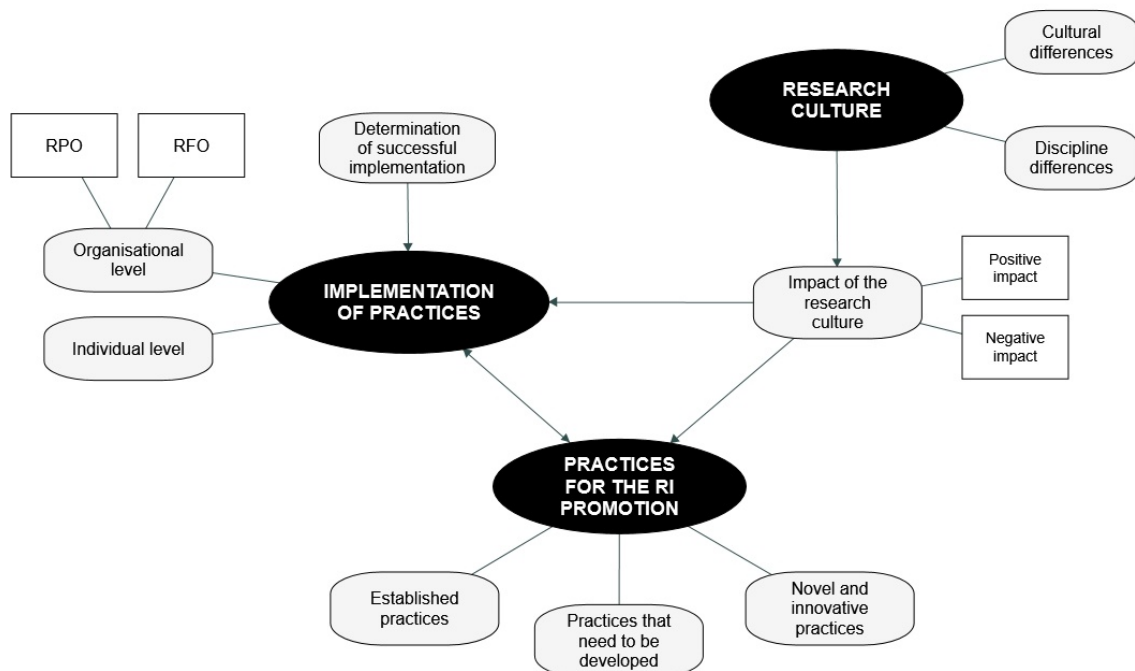 Cultural
differences
RESEARCH
CULTURE
Discipline
differences
RPO
RFO
Determination
of successful
implementation
Organisational
level
Individual level
IMPLEMENTATION
OF PRACTICES
Impact of the
research
culture
Positive
impact
Negative
impact
PRACTICES
FOR THE RI
PROMOTION
Established
practices
Practices that
need to be
developed
Novel and
innovative
practices